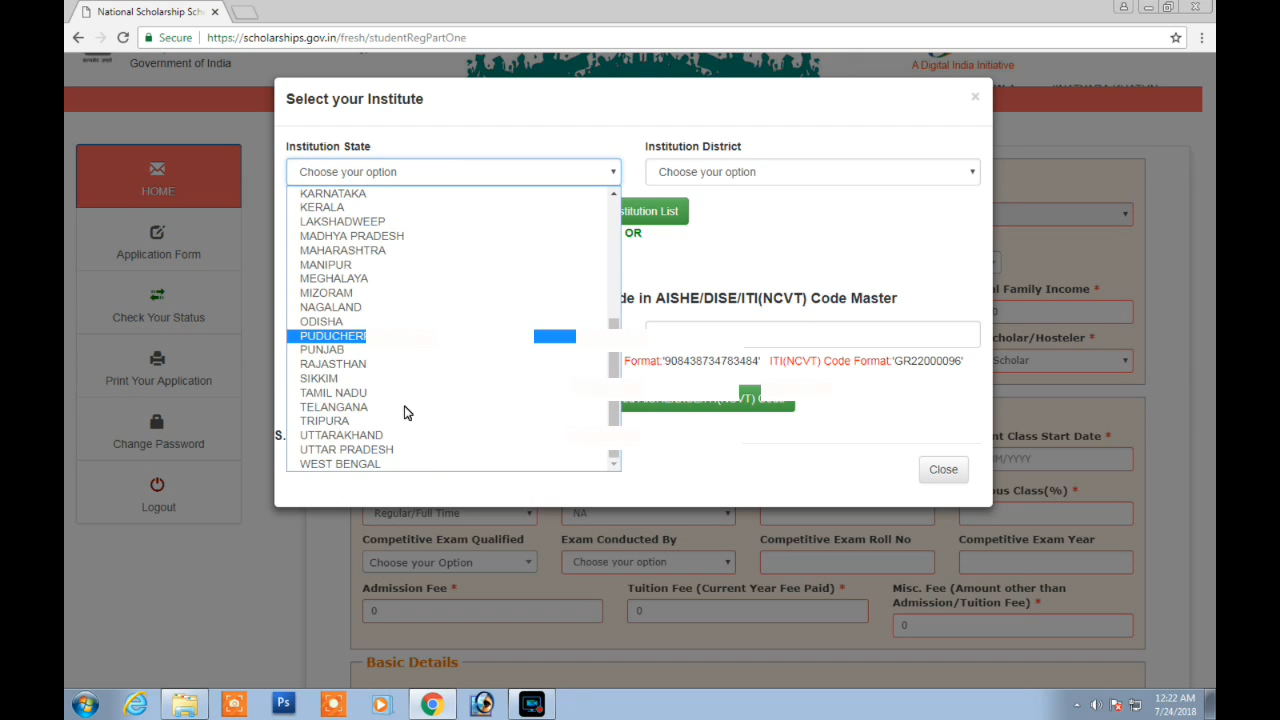 National Scholarship Sch
Secure
https://scholarships.gov.in/fresh/studentRegPartOne
Government of India
A Digital India Initiative
Select your Institute
×
Institution State
Institution District
Choose your option
Choose your option
KARNATAKA
KERALA
LAKSHADWEEP
MADHYA PRADESH
MAHARASHTRA
MANIPUR
MEGHALAYA
MIZORAM
NAGALAND
ODISHA
PUDUCHER
PUNJAB
RAJASTHAN
SIKKIM
TAMIL NADU
TELANGANA
TRIPURA
UTTARAKHAND
UTTAR PRADESH
WEST BENGAL
stitution List
OR
de in AISHE/DISE/ITI(NCVT) Code Master
Format:'908438734783484' ITI(NCVT) Code Format:'GR22000096'
S.
Close
HOME
Application Form
Check Your Status
Print Your Application
Change Password
Logout
l Family Income *
0
cholar/Hosteler *
Scholar
nt Class Start Date *
M/YYYY
ous Class(%) *
Regular/Full Time
NA
Competitive Exam Qualified
Exam Conducted By
Competitive Exam Roll No
Competitive Exam Year
Choose your Option
Choose your option
Admission Fee *
Tuition Fee (Current Year Fee Paid) *
Misc. Fee (Amount other than
Admission/Tuition Fee) *
0
0
0
Basic Details
Ps
12:22 AM
7/24/2018